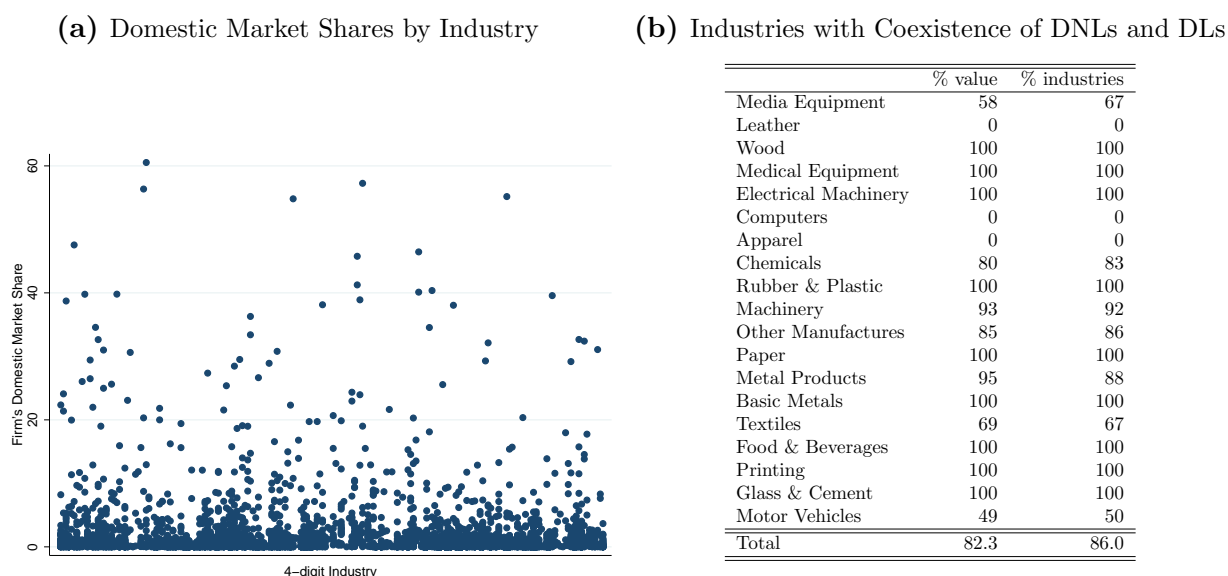 (a) Domestic Market Shares by Industry
60
40
20
0
Firm's Domestic Market Share
4−digit Industry
(b) Industries with Coexistence of DNLs and DLs
% value % industries
Media Equipment 58 67
Leather 0 0
Wood 100 100
Medical Equipment 100 100
Electrical Machinery 100 100
Computers 0 0
Apparel 0 0
Chemicals 80 83
Rubber & Plastic 100 100
Machinery 93 92
Other Manufactures 85 86
Paper 100 100
Metal Products 95 88
Basic Metals 100 100
Textiles 69 67
Food & Beverages 100 100
Printing 100 100
Glass & Cement 100 100
Motor Vehicles 49 50
Total 82.3 86.0